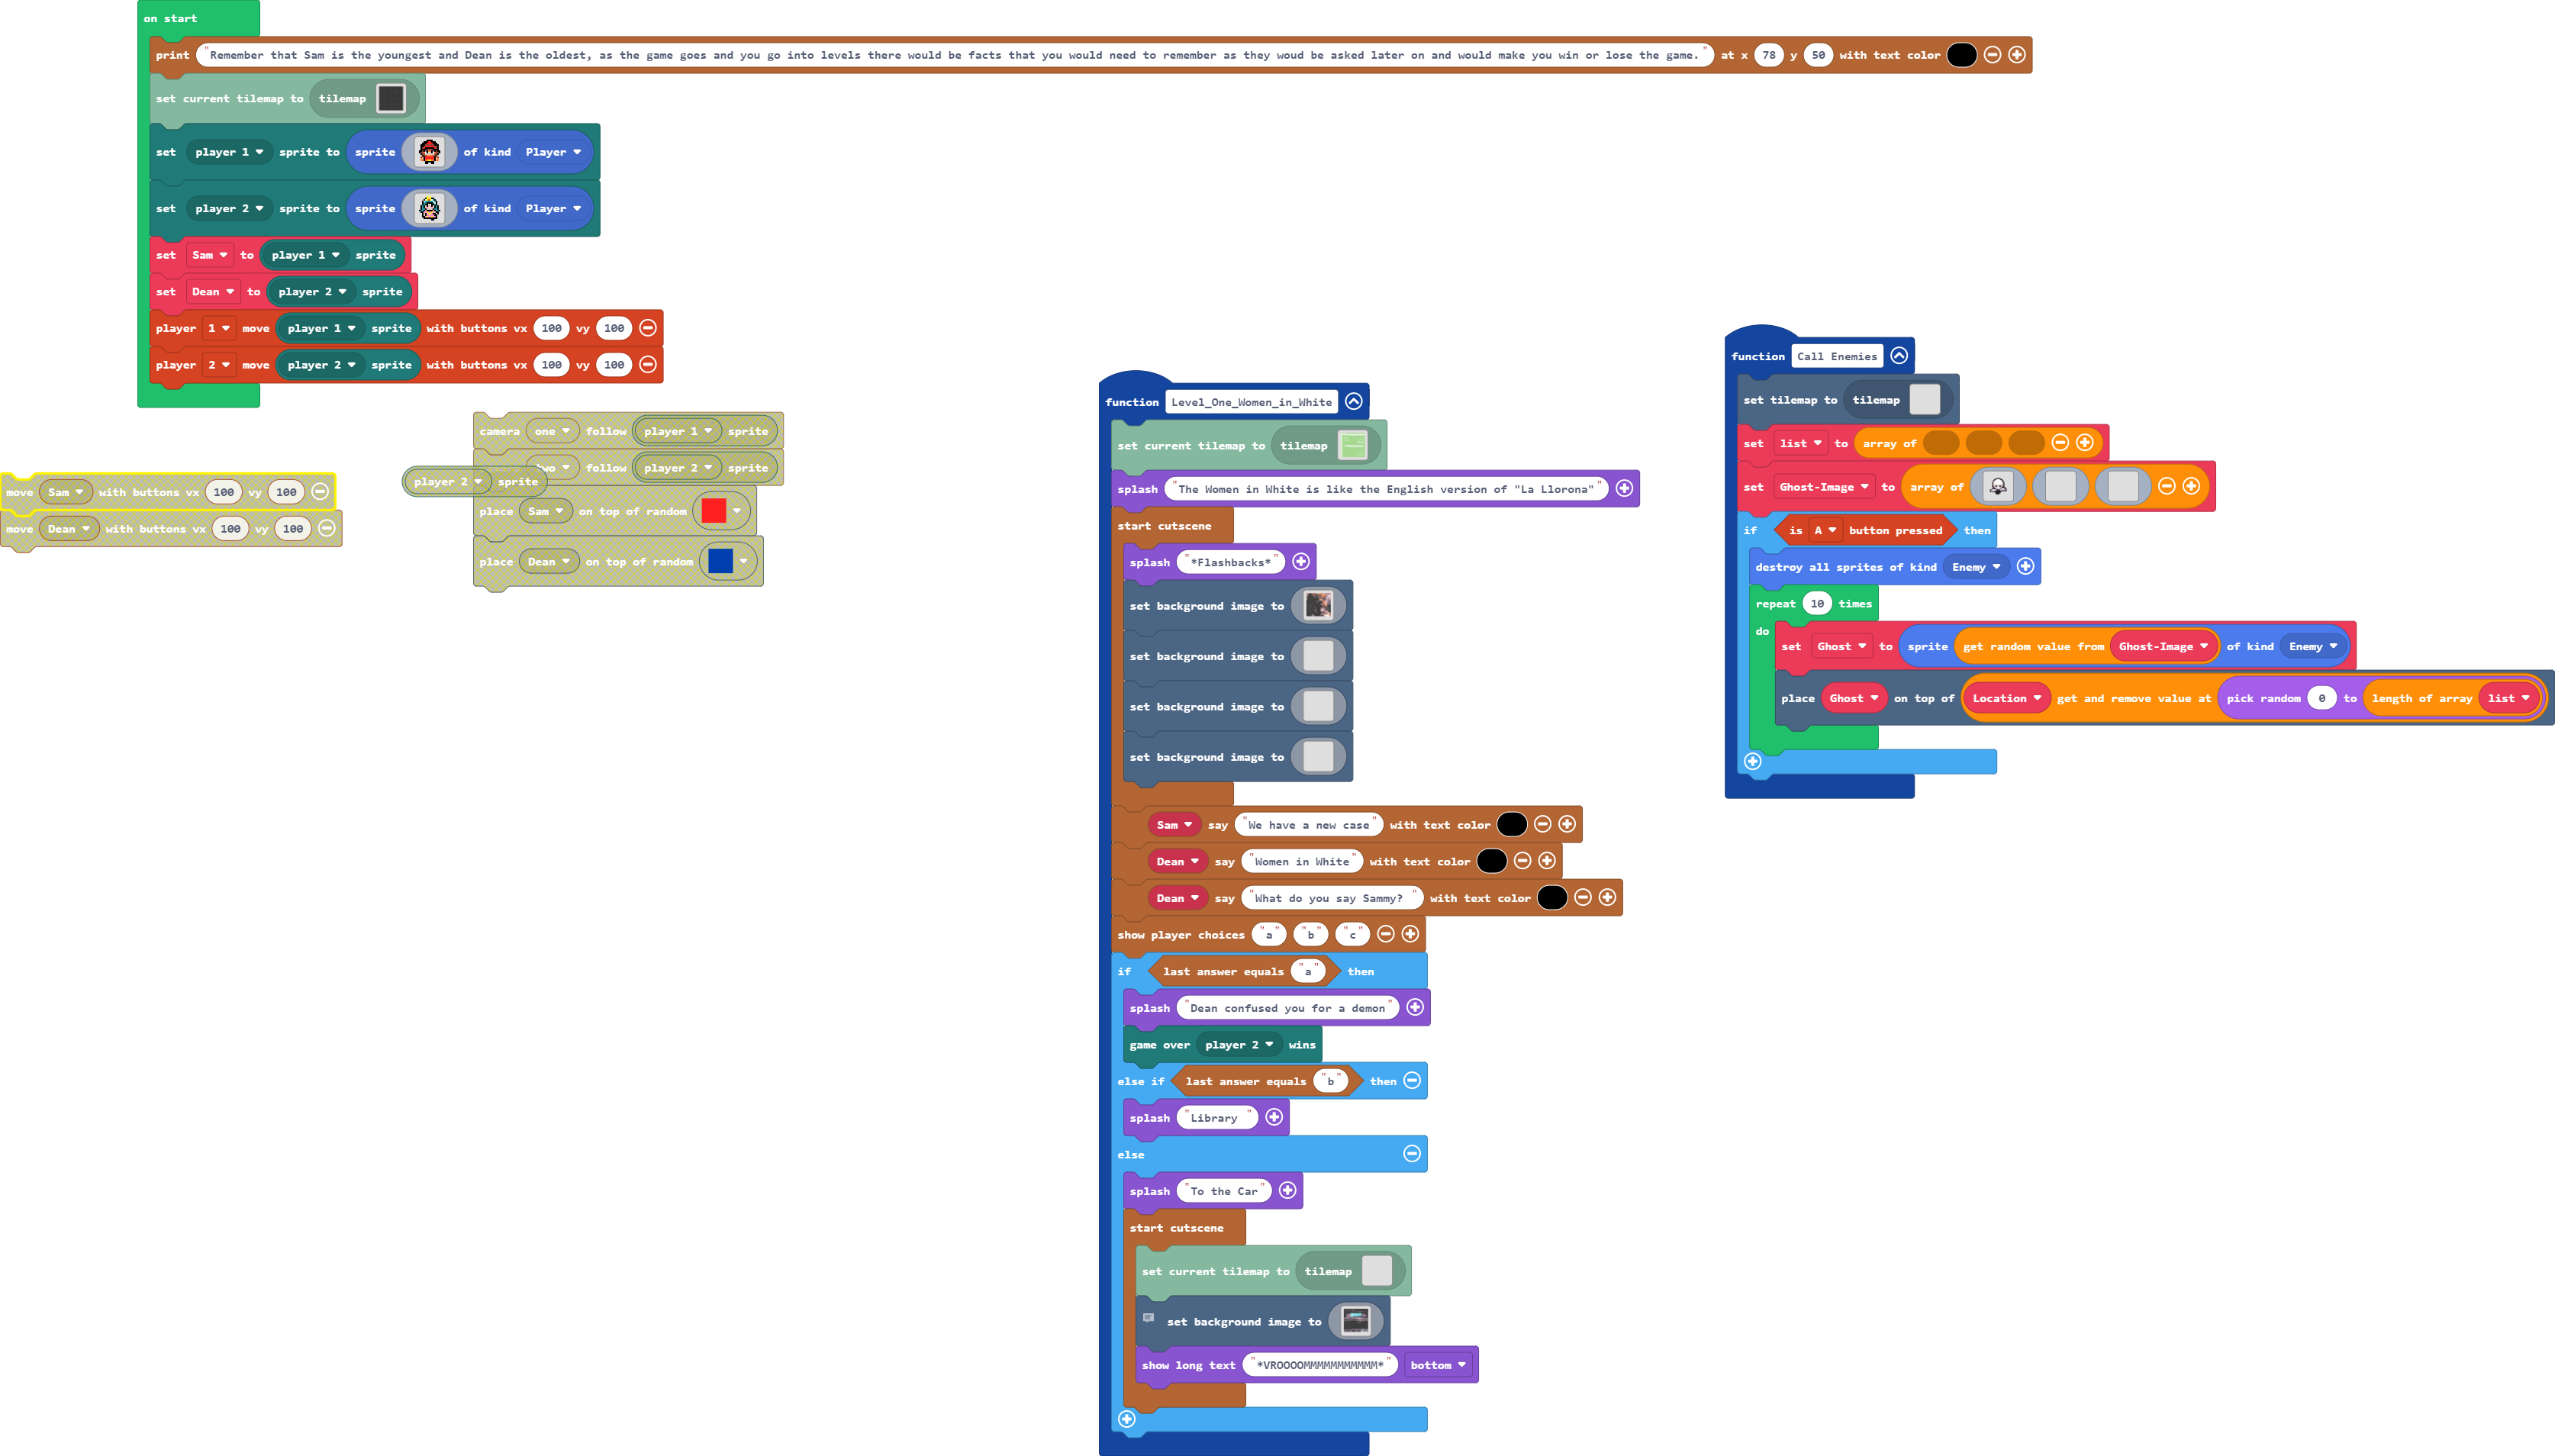 on start
print "Remember that Sam is the youngest and Dean is the oldest, as the game goes and you go into levels there would be facts that you would need to remember as they woud be asked later on and would make you win or lose the game. " at x 78 y 50 with text color
set current tilemap to tilemap
set player 1 sprite to sprite of kind Player
set player 2 sprite to sprite of kind Player
set Sam to player 1 sprite
set Dean to player 2 sprite
player 1 move player 1 sprite with buttons vx 100 vy 100
player 2 move player 2 sprite with buttons vx 100 vy 100
camera one follow player 1 sprite
two follow player 2 sprite
player 2 sprite
place Sam on top of random
place Dean on top of random
move Sam with buttons vx 100 vy 100
move Dean with buttons vx 100 vy 100
function Level_One_Women_in_White
set current tilemap to tilemap
splash "The Women in White is like the English version of "La Llorona""
start cutscene
splash "*Flashbacks*"
set background image to
set background image to
set background image to
set background image to
Sam say "We have a new case" with text color
Dean say "Women in White" with text color
Dean say "What do you say Sammy? " with text color
show player choices "a" "b" "c"
if last answer equals "a" then
splash "Dean confused you for a demon"
game over player 2 wins
else if last answer equals "b" then
splash "Library "
else
splash "To the Car"
start cutscene
set current tilemap to tilemap
set background image to
show long text "*VROOOOMMMMMMMMMMM*" bottom
function Call Enemies
set tilemap to tilemap
set list to array of
set Ghost-Image to array of
if is A button pressed then
destroy all sprites of kind Enemy
repeat 10 times
do
set Ghost to sprite get random value from Ghost-Image of kind Enemy
place Ghost on top of Location get and remove value at pick random 0 to length of array list